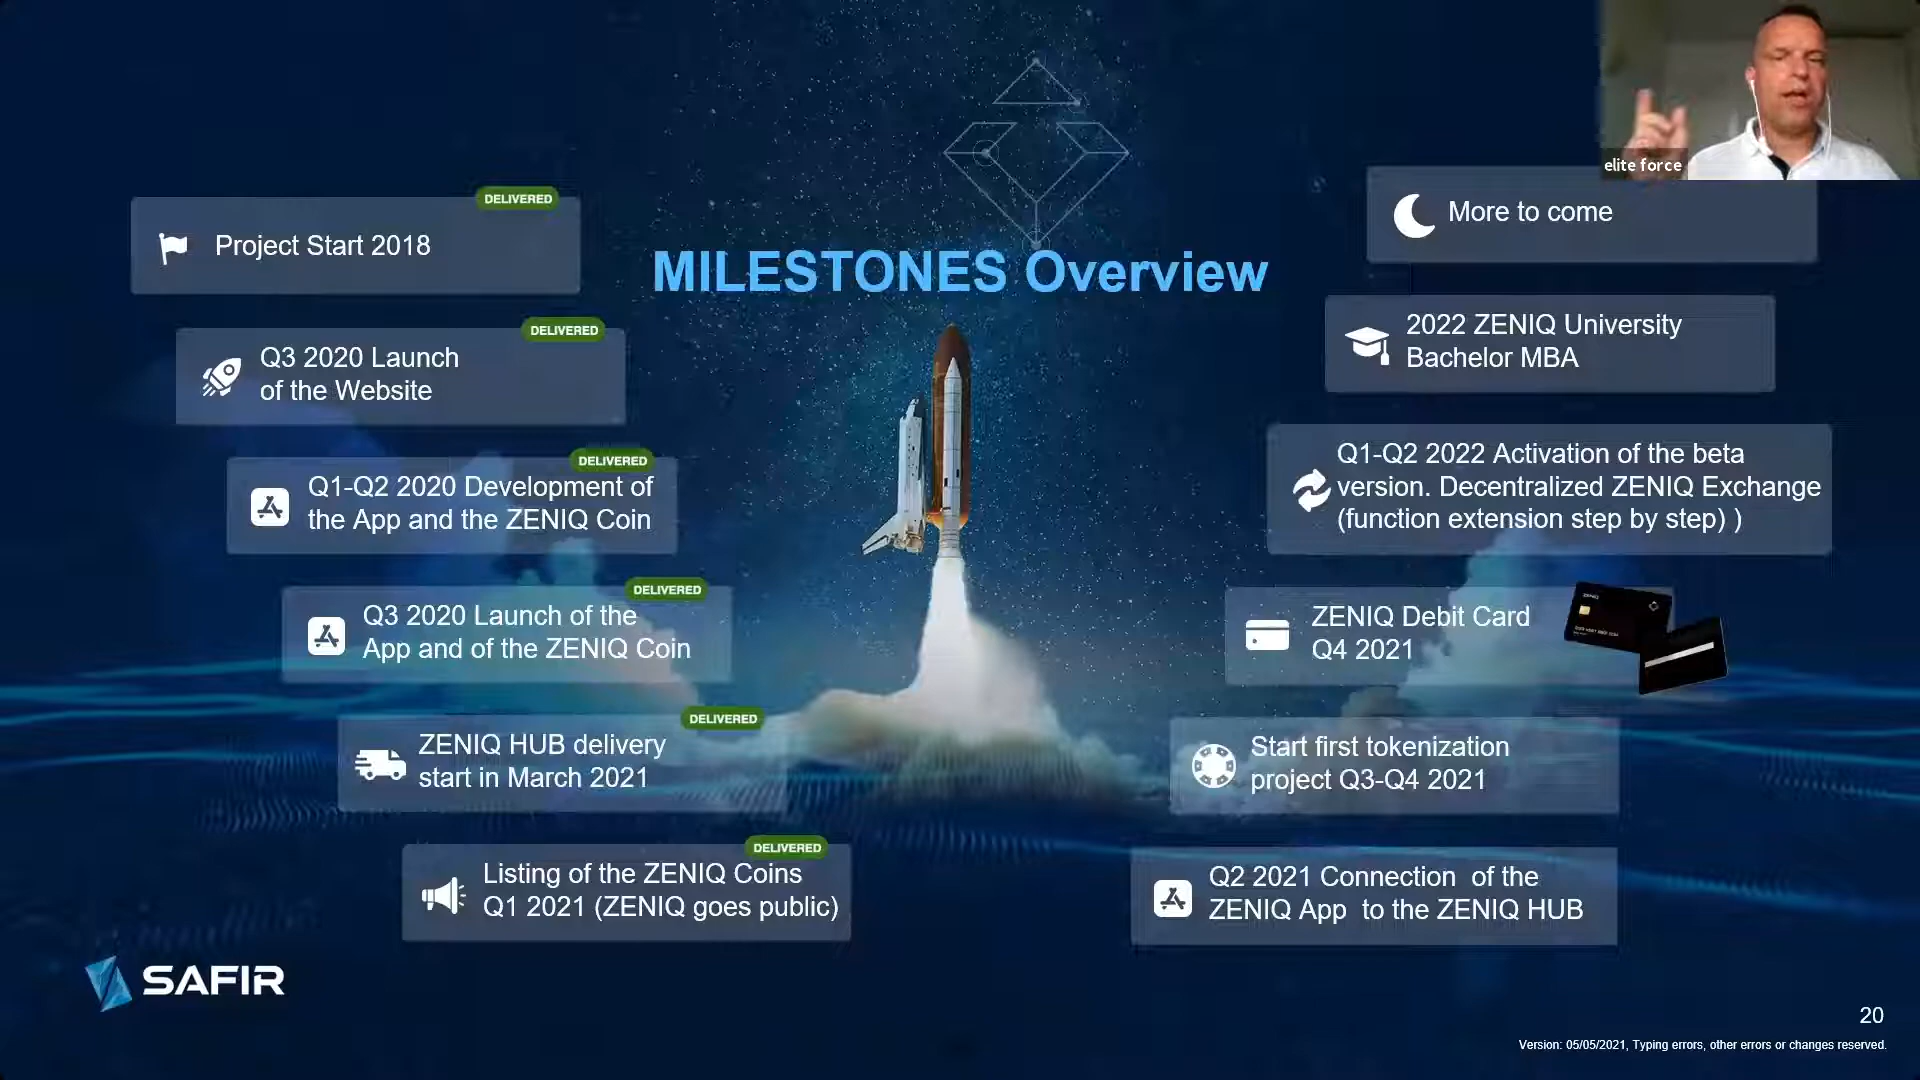 elite force
MILESTONES Overview
DELIVERED
Project Start 2018
DELIVERED
Q3 2020 Launch
of the Website
DELIVERED
Q1-Q2 2020 Development of
the App and the ZENIQ Coin
DELIVERED
Q3 2020 Launch of the
App and of the ZENIQ Coin
DELIVERED
ZENIQ HUB delivery
start in March 2021
DELIVERED
Listing of the ZENIQ Coins
Q1 2021 (ZENIQ goes public)
More to come
2022 ZENIQ University
Bachelor MBA
Q1-Q2 2022 Activation of the beta
version. Decentralized ZENIQ Exchange
(function extension step by step) )
ZENIQ Debit Card
Q4 2021
Start first tokenization
project Q3-Q4 2021
Q2 2021 Connection of the
ZENIQ App to the ZENIQ HUB
SAFIR
20
Version: 05/05/2021, Typing errors, other errors or changes reserved.